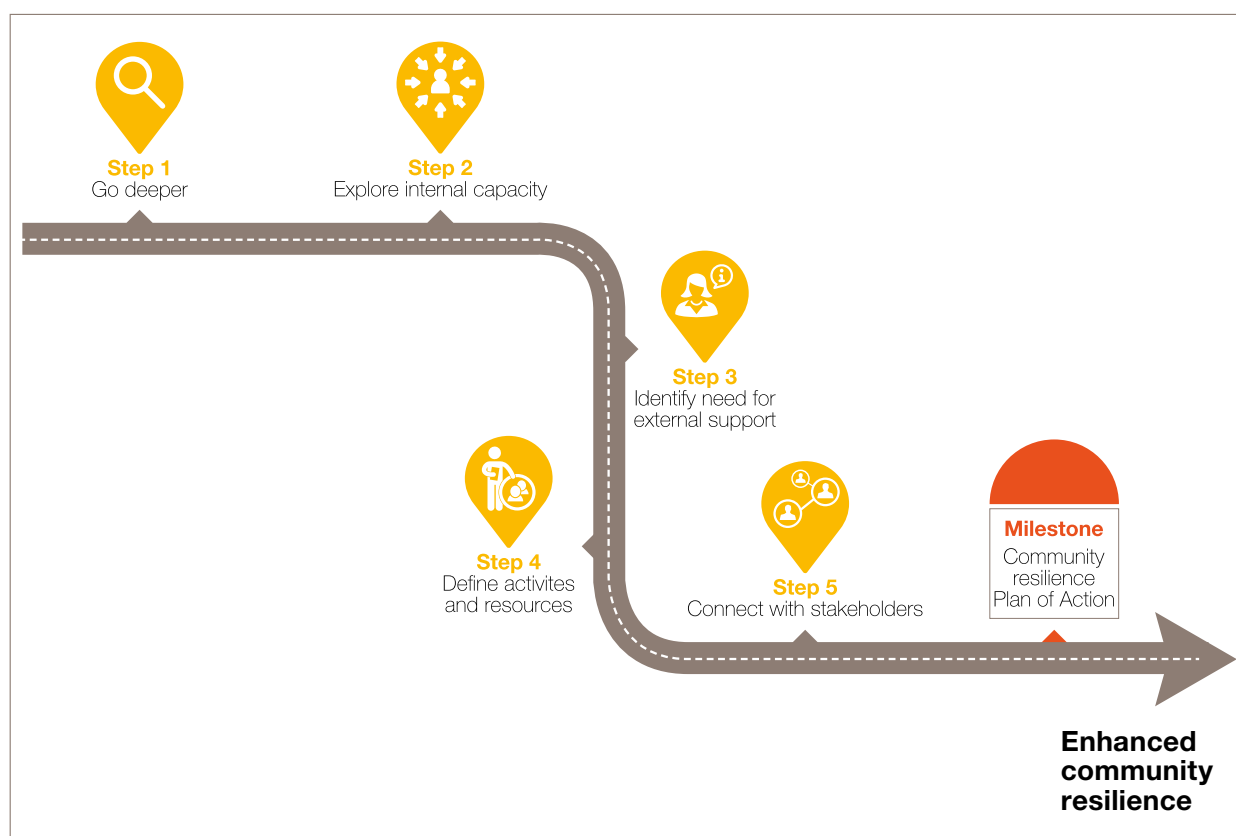 Step 1
Go deeper
Step 2
Explore internal capacity
Step 3
Identify need for
external support
Step 4
Define activites
and resources
Step 5
Connect with stakeholders
Milestone
Community
resilience
Plan of Action
Enhanced
community
resilience